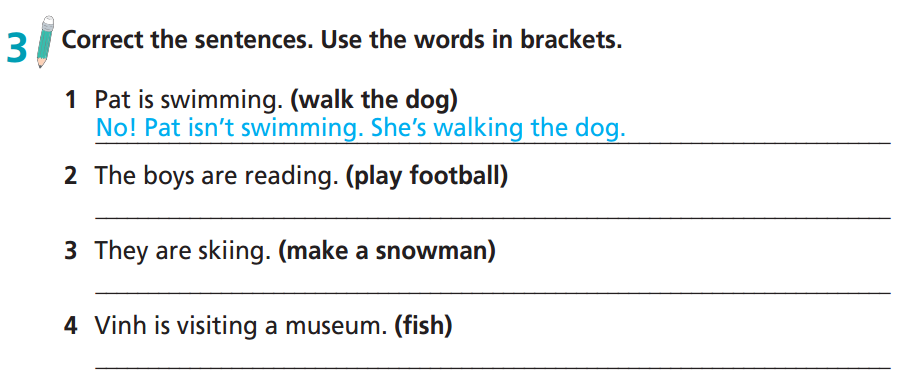 3 Correct the sentences. Use the words in brackets.
1 Pat is swimming. (walk the dog)
No! Pat isn’t swimming. She’s walking the dog.
2 The boys are reading. (play football)
3 They are skiing. (make a snowman)
4 Vinh is visiting a museum. (fish)